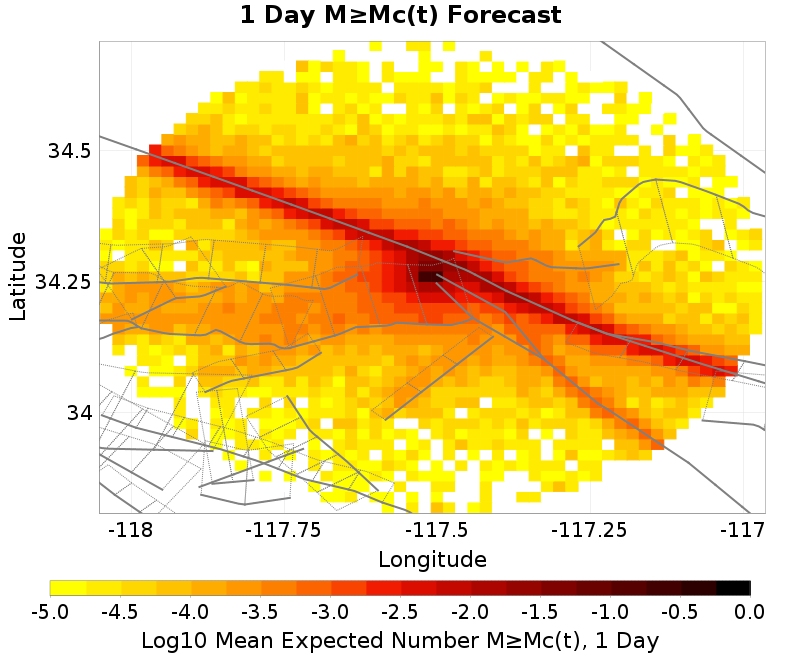 1 Day M≥Mc(t) Forecast
Latitude
34.5
34.25
34
-118 -117.75 -117.5 -117.25 -117
Longitude
-5.0 -4.5 -4.0 -3.5 -3.0 -2.5 -2.0 -1.5 -1.0 -0.5 0.0
Log10 Mean Expected Number M≥Mc(t), 1 Day